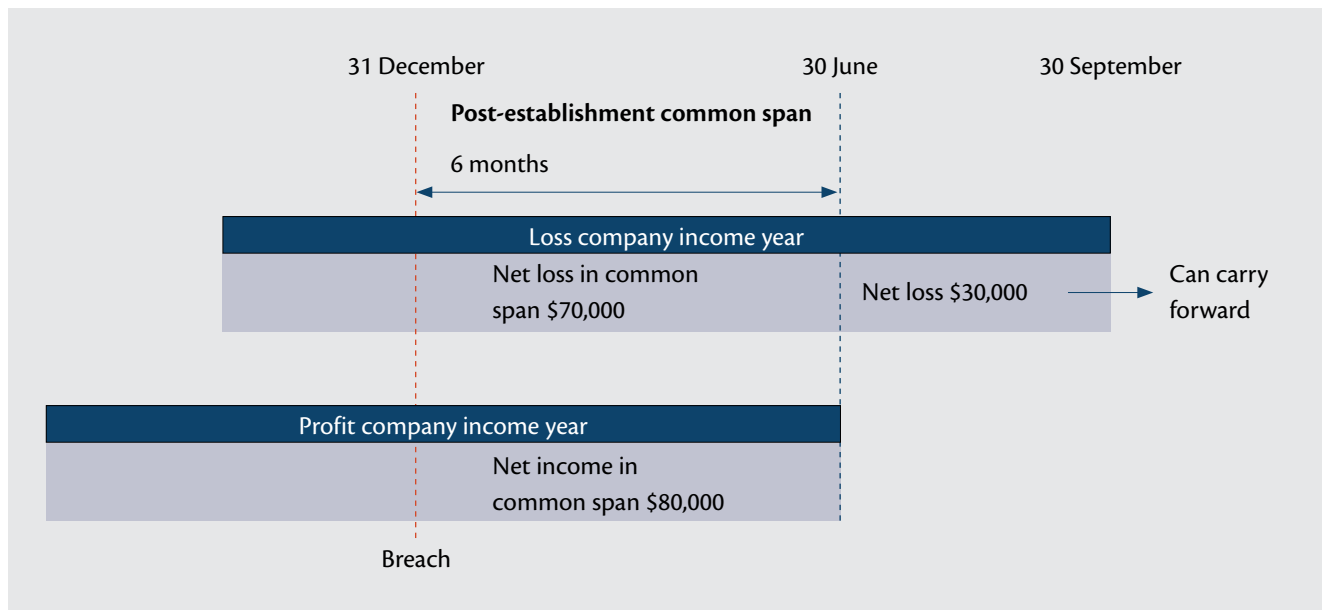 31 December
30 June
30 September
Post-establishment common span
6 months
Loss company income year
Net loss in common
span $70,000
Net loss $30,000
Can carry
forward
Profit company income year
Net income in
common span $80,000
Breach